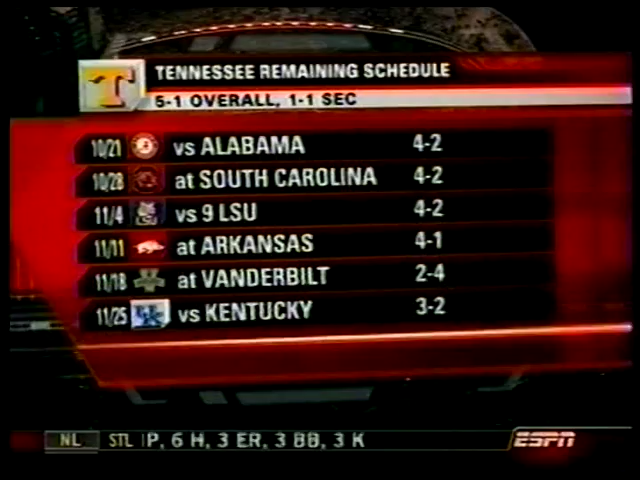 T
TENNESSEE REMAINING SCHEDULE
5-1 OVERALL, 1-1 SEC
10/21 vs ALABAMA 4-2
10/28 at SOUTH CAROLINA 4-2
11/4 vs 9 LSU 4-2
11/11 at ARKANSAS 4-1
11/18 at VANDERBILT 2-4
11/25 UK vs KENTUCKY 3-2
NL STL IP, 6 H, 3 ER, 3 BB, 3 K ESPN